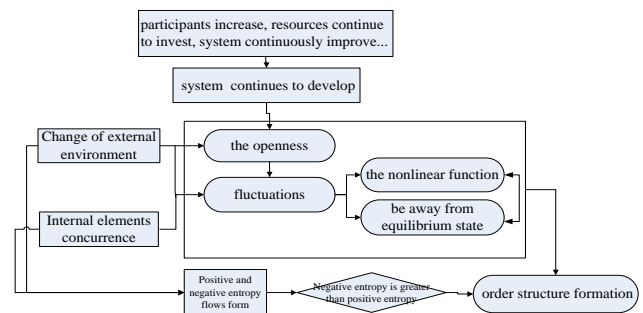 participants increase, resources continue
to invest, system continuously improve...
system continues to develop
Change of external
environment
the openness
the nonlinear function
fluctuations
be away from
equilibrium state
Internal elements
concurrence
Positive and
negative entropy
flows form
Negative entropy is greater
than positive entropy
order structure formation